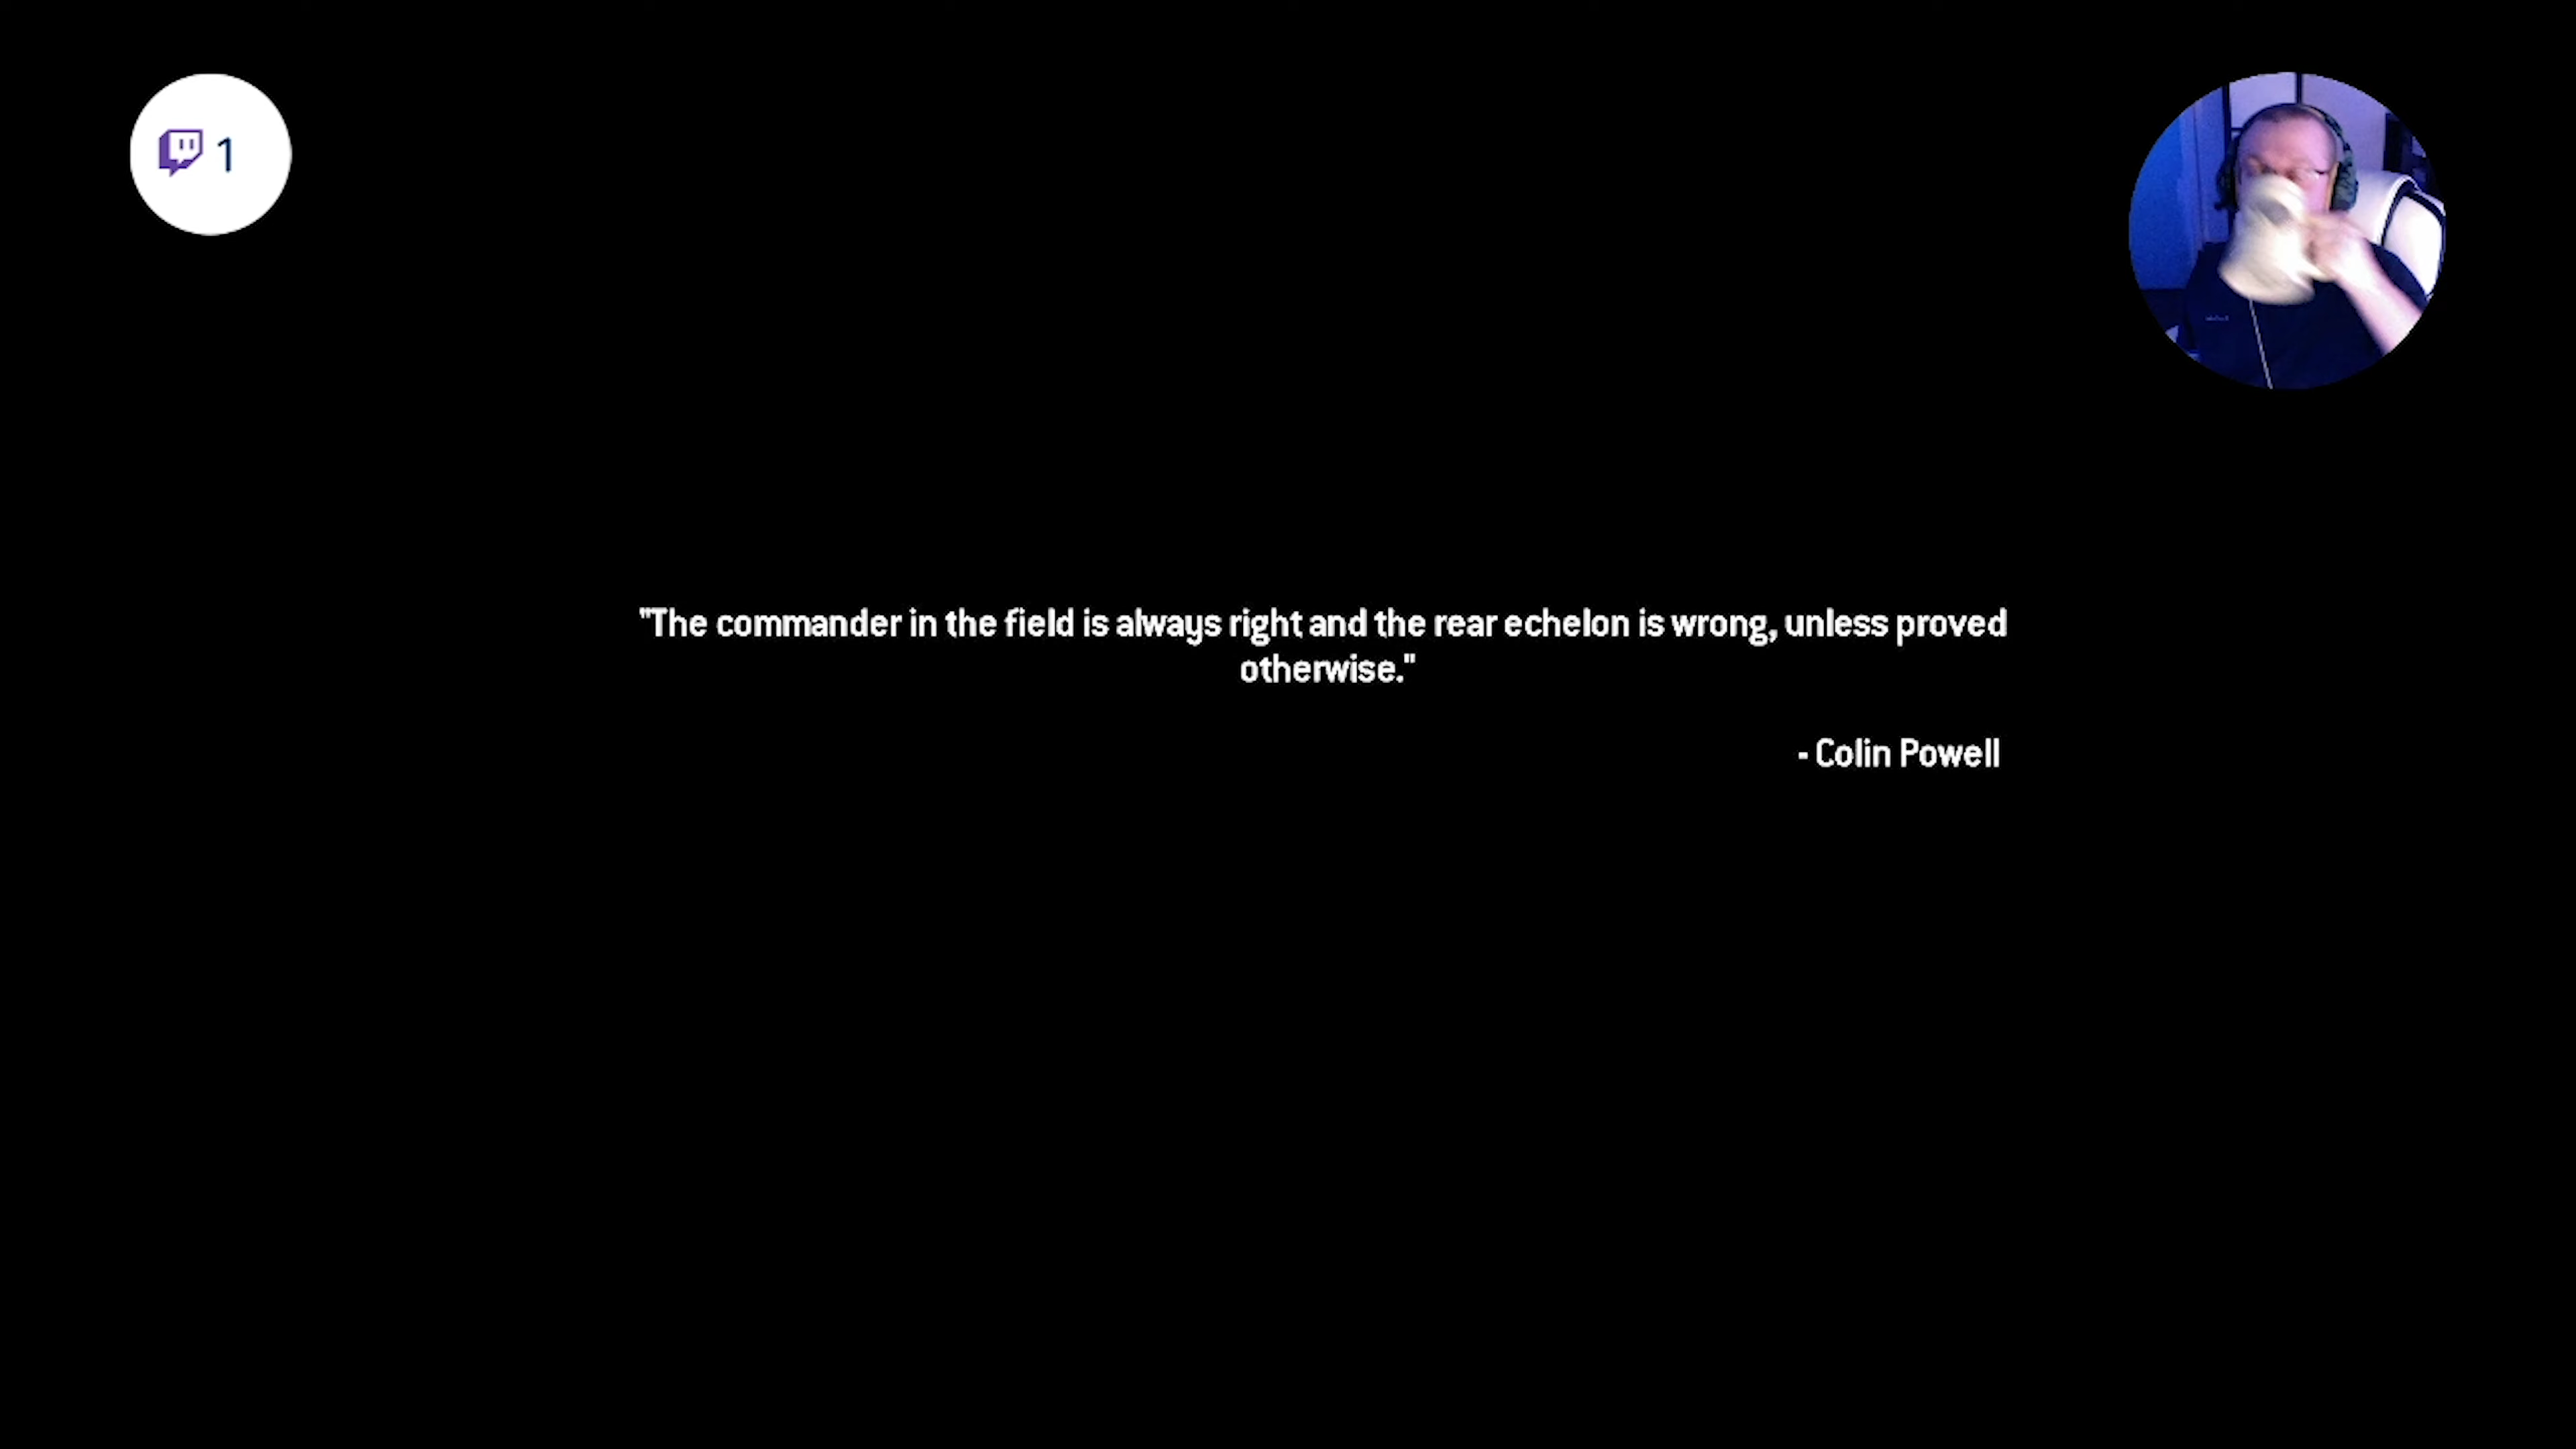 1
"The commander in the field is always right and the rear echelon is wrong, unless proved
otherwise."
- Colin Powell